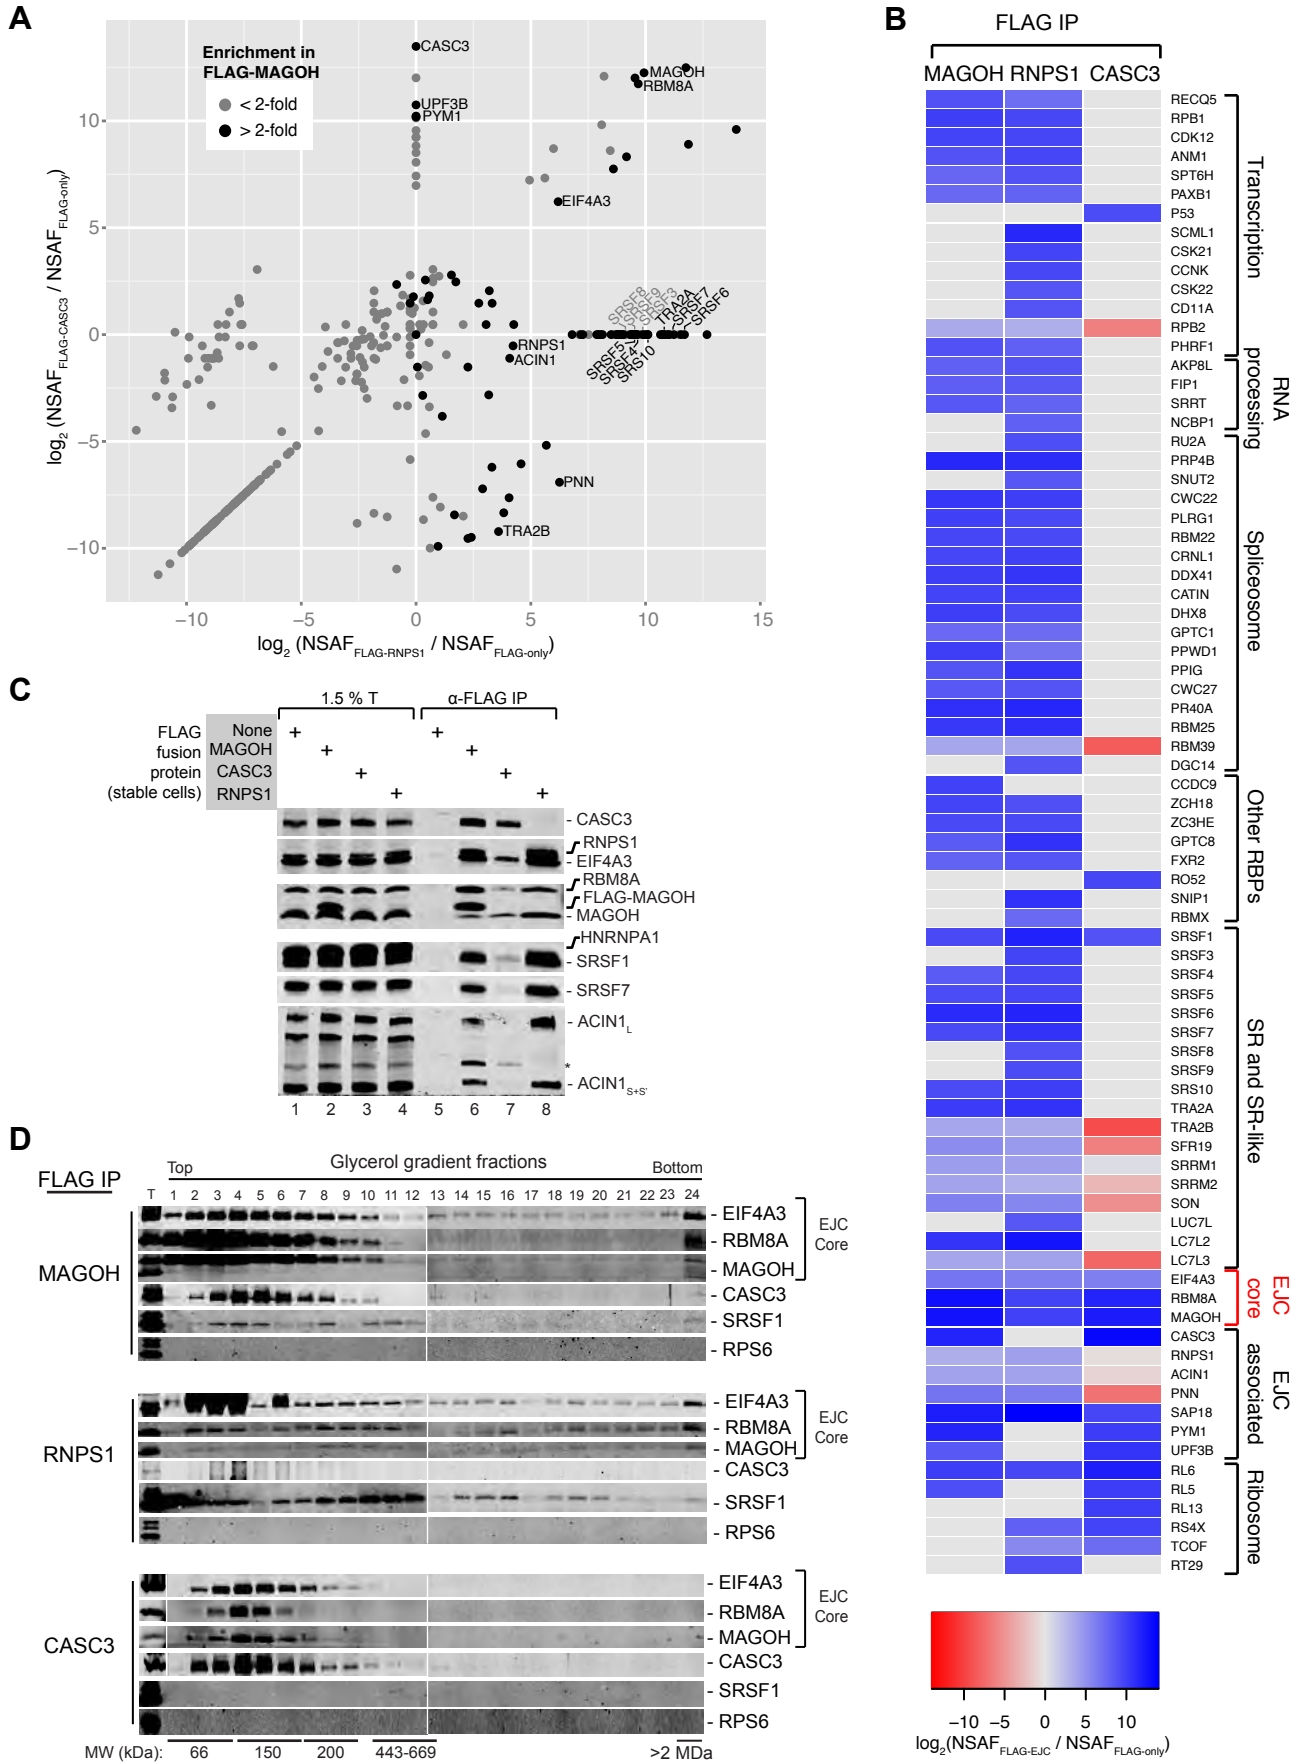 A
Enrichment in
FLAG-MAGOH
< 2-fold
> 2-fold
CASC3
MAGOH
RBM8A
UPF3B
PYM1
EIF4A3
SRSF8
SRSF9
SRSF3
TRA2A
SRSF7
SRSF6
RNPS1
ACIN1
SRSF5
SRSF4
SRS10
PNN
TRA2B
10
5
0
−5
−10
−10
−5
0
5
10
15
log2 (NSAFFLAG-CASC3 / NSAFFLAG-only)
log2 (NSAFFLAG-RNPS1 / NSAFFLAG-only)
B
FLAG IP
MAGOH RNPS1 CASC3
RECQ5
RPB1
CDK12
ANM1
SPT6H
PAXB1
P53
SCML1
CSK21
CCNK
CSK22
CD11A
RPB2
PHRF1
Transcription
AKP8L
FIP1
SRRT
NCBP1
RNA
processing
RU2A
PRP4B
SNUT2
CWC22
PLRG1
RBM22
CRNL1
DDX41
CATIN
DHX8
GPTC1
PPWD1
PPIG
CWC27
PR40A
RBM25
RBM39
DGC14
Spliceosome
CCDC9
ZCH18
ZC3HE
GPTC8
FXR2
RO52
SNIP1
RBMX
Other RBPs
SRSF1
SRSF3
SRSF4
SRSF5
SRSF6
SRSF7
SRSF8
SRSF9
SRS10
TRA2A
TRA2B
SFR19
SRRM1
SRRM2
SON
LUC7L
LC7L2
LC7L3
SR and SR-like
EIF4A3
RBM8A
MAGOH
EJC
core
CASC3
RNPS1
ACIN1
PNN
SAP18
PYM1
UPF3B
EJC
associated
RL6
RL5
RL13
RS4X
TCOF
RT29
Ribosome
−10 −5 0 5 10
log2(NSAFFLAG-EJC / NSAFFLAG-only)
C
1.5 % T
α-FLAG IP
FLAG
fusion
protein
(stable cells)
None + +
MAGOH + +
CASC3 + +
RNPS1 + +
- CASC3
RNPS1
- EIF4A3
RBM8A
FLAG-MAGOH
- MAGOH
HNRNPA1
- SRSF1
- SRSF7
- ACIN1L
*
- ACIN1S+S'
1 2 3 4 5 6 7 8
D
FLAG IP
Top
Glycerol gradient fractions
Bottom
T 1 2 3 4 5 6 7 8 9 10 11 12 13 14 15 16 17 18 19 20 21 22 23 24
MAGOH
- EIF4A3
- RBM8A
- MAGOH
EJC
Core
- CASC3
- SRSF1
- RPS6
RNPS1
- EIF4A3
- RBM8A
- MAGOH
EJC
Core
- CASC3
- SRSF1
- RPS6
CASC3
- EIF4A3
- RBM8A
- MAGOH
EJC
Core
- CASC3
- SRSF1
- RPS6
MW (kDa): 66 150 200 443-669 >2 MDa